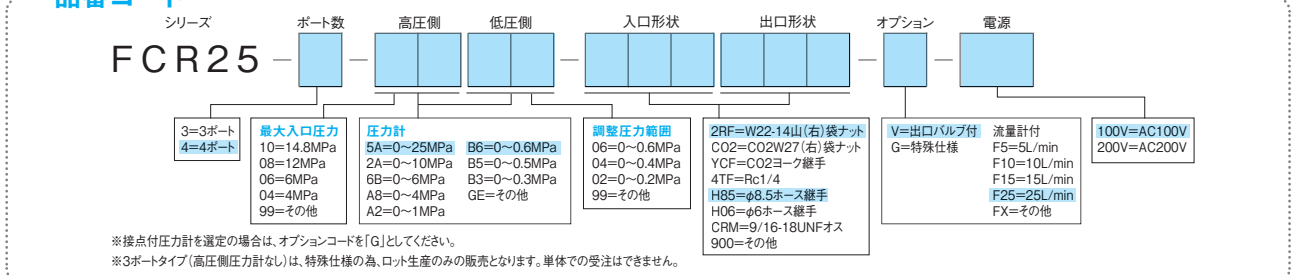 シリーズ ポート数 高圧側 低圧側 入口形状 出口形状 オプション 電源
FCR25 − − − − −
3=3ポート
4=4ポート
最大入口圧力
10=14.8MPa
08=12MPa
06=6MPa
04=4MPa
99=その他
圧力計
5A=0〜25MPa B6=0〜0.6MPa
2A=0〜10MPa B5=0〜0.5MPa
6B=0〜6MPa B3=0〜0.3MPa
A8=0〜4MPa GE=その他
A2=0〜1MPa
調整圧力範囲
06=0〜0.6MPa
04=0〜0.4MPa
02=0〜0.2MPa
99=その他
2RF=W22-14山(右)袋ナット
CO2=CO2W27(右)袋ナット
YCF=CO2ヨーク継手
4TF=Rc1/4
H85=φ8.5ホース継手
H06=φ6ホース継手
CRM=9/16-18UNFオス
900=その他
V=出口バルブ付 流量計付
G=特殊仕様 F5=5L/min
F10=10L/min
F15=15L/min
F25=25L/min
FX=その他
100V=AC100V
200V=AC200V
※接点付圧力計を選定の場合は、オプションコードを「G」としてください。
※3ポートタイプ(高圧側圧力計なし)は、特殊仕様の為、ロット生産のみの販売となります。単体での受注はできません。